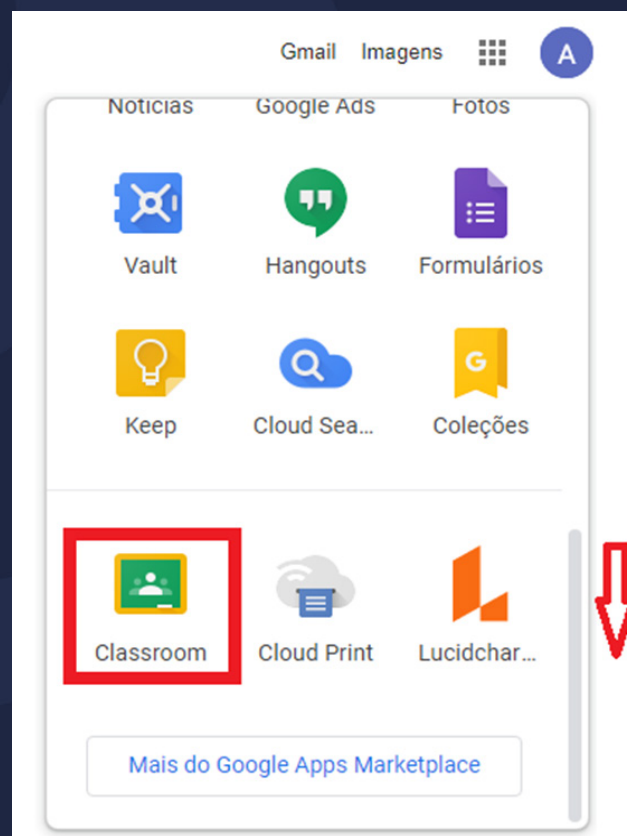 Gmail Imagens A
Notícias Google Ads Fotos
Vault Hangouts Formulários
G
Keep Cloud Sea... Coleções
Classroom Cloud Print Lucidchar...
Mais do Google Apps Marketplace